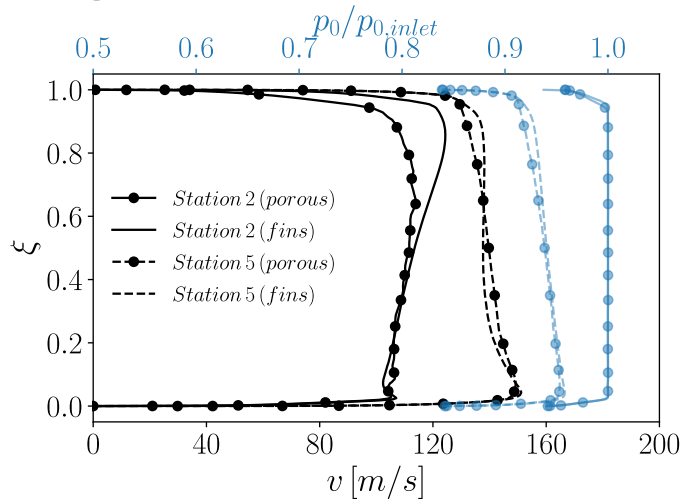 p₀/p₀,inlet
0.5 0.6 0.7 0.8 0.9 1.0
1.0
0.8
0.6
0.4
0.2
0.0
ξ
Station 2 (porous)
Station 2 (fins)
Station 5 (porous)
Station 5 (fins)
0 40 80 120 160 200
v [m/s]